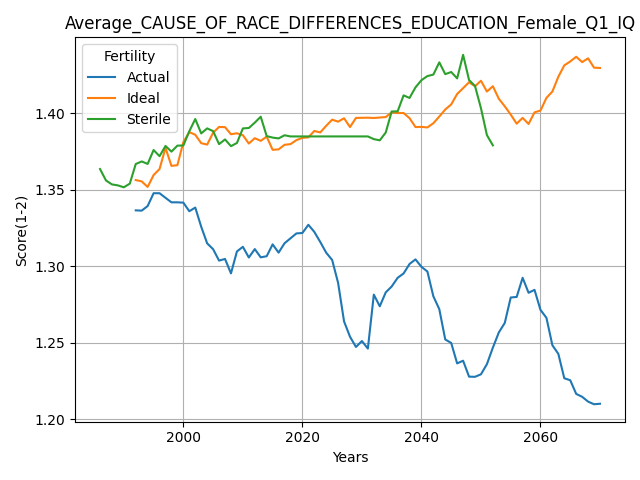 Average_CAUSE_OF_RACE_DIFFERENCES_EDUCATION_Female_Q1_IQ
Fertility
Actual
Ideal
Sterile
1.40
1.35
1.30
1.25
1.20
Score(1-2)
2000 2020 2040 2060
Years